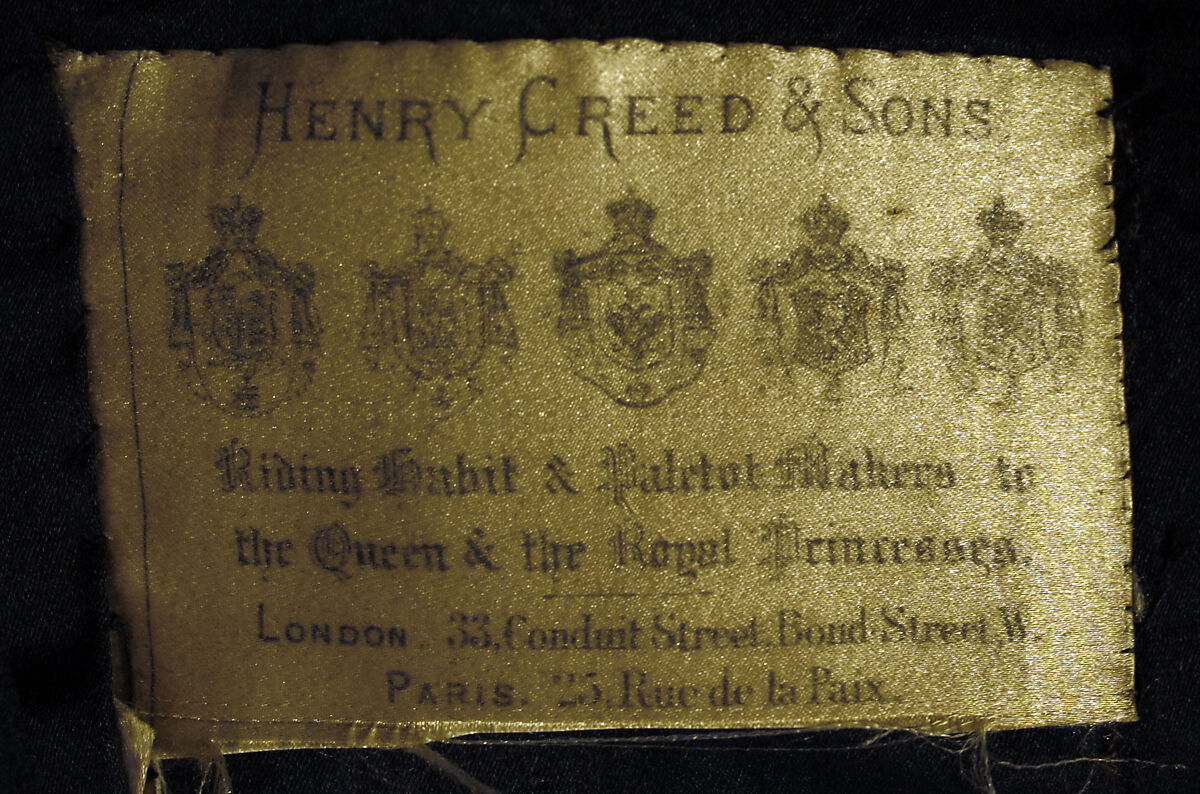 HENRY CREED & SONS
Riding Habit & Paletot Makers to
the Queen & the Royal Princesses.
LONDON. 33, Conduit Street, Bond Street, W.
PARIS. 25, Rue de la Paix.